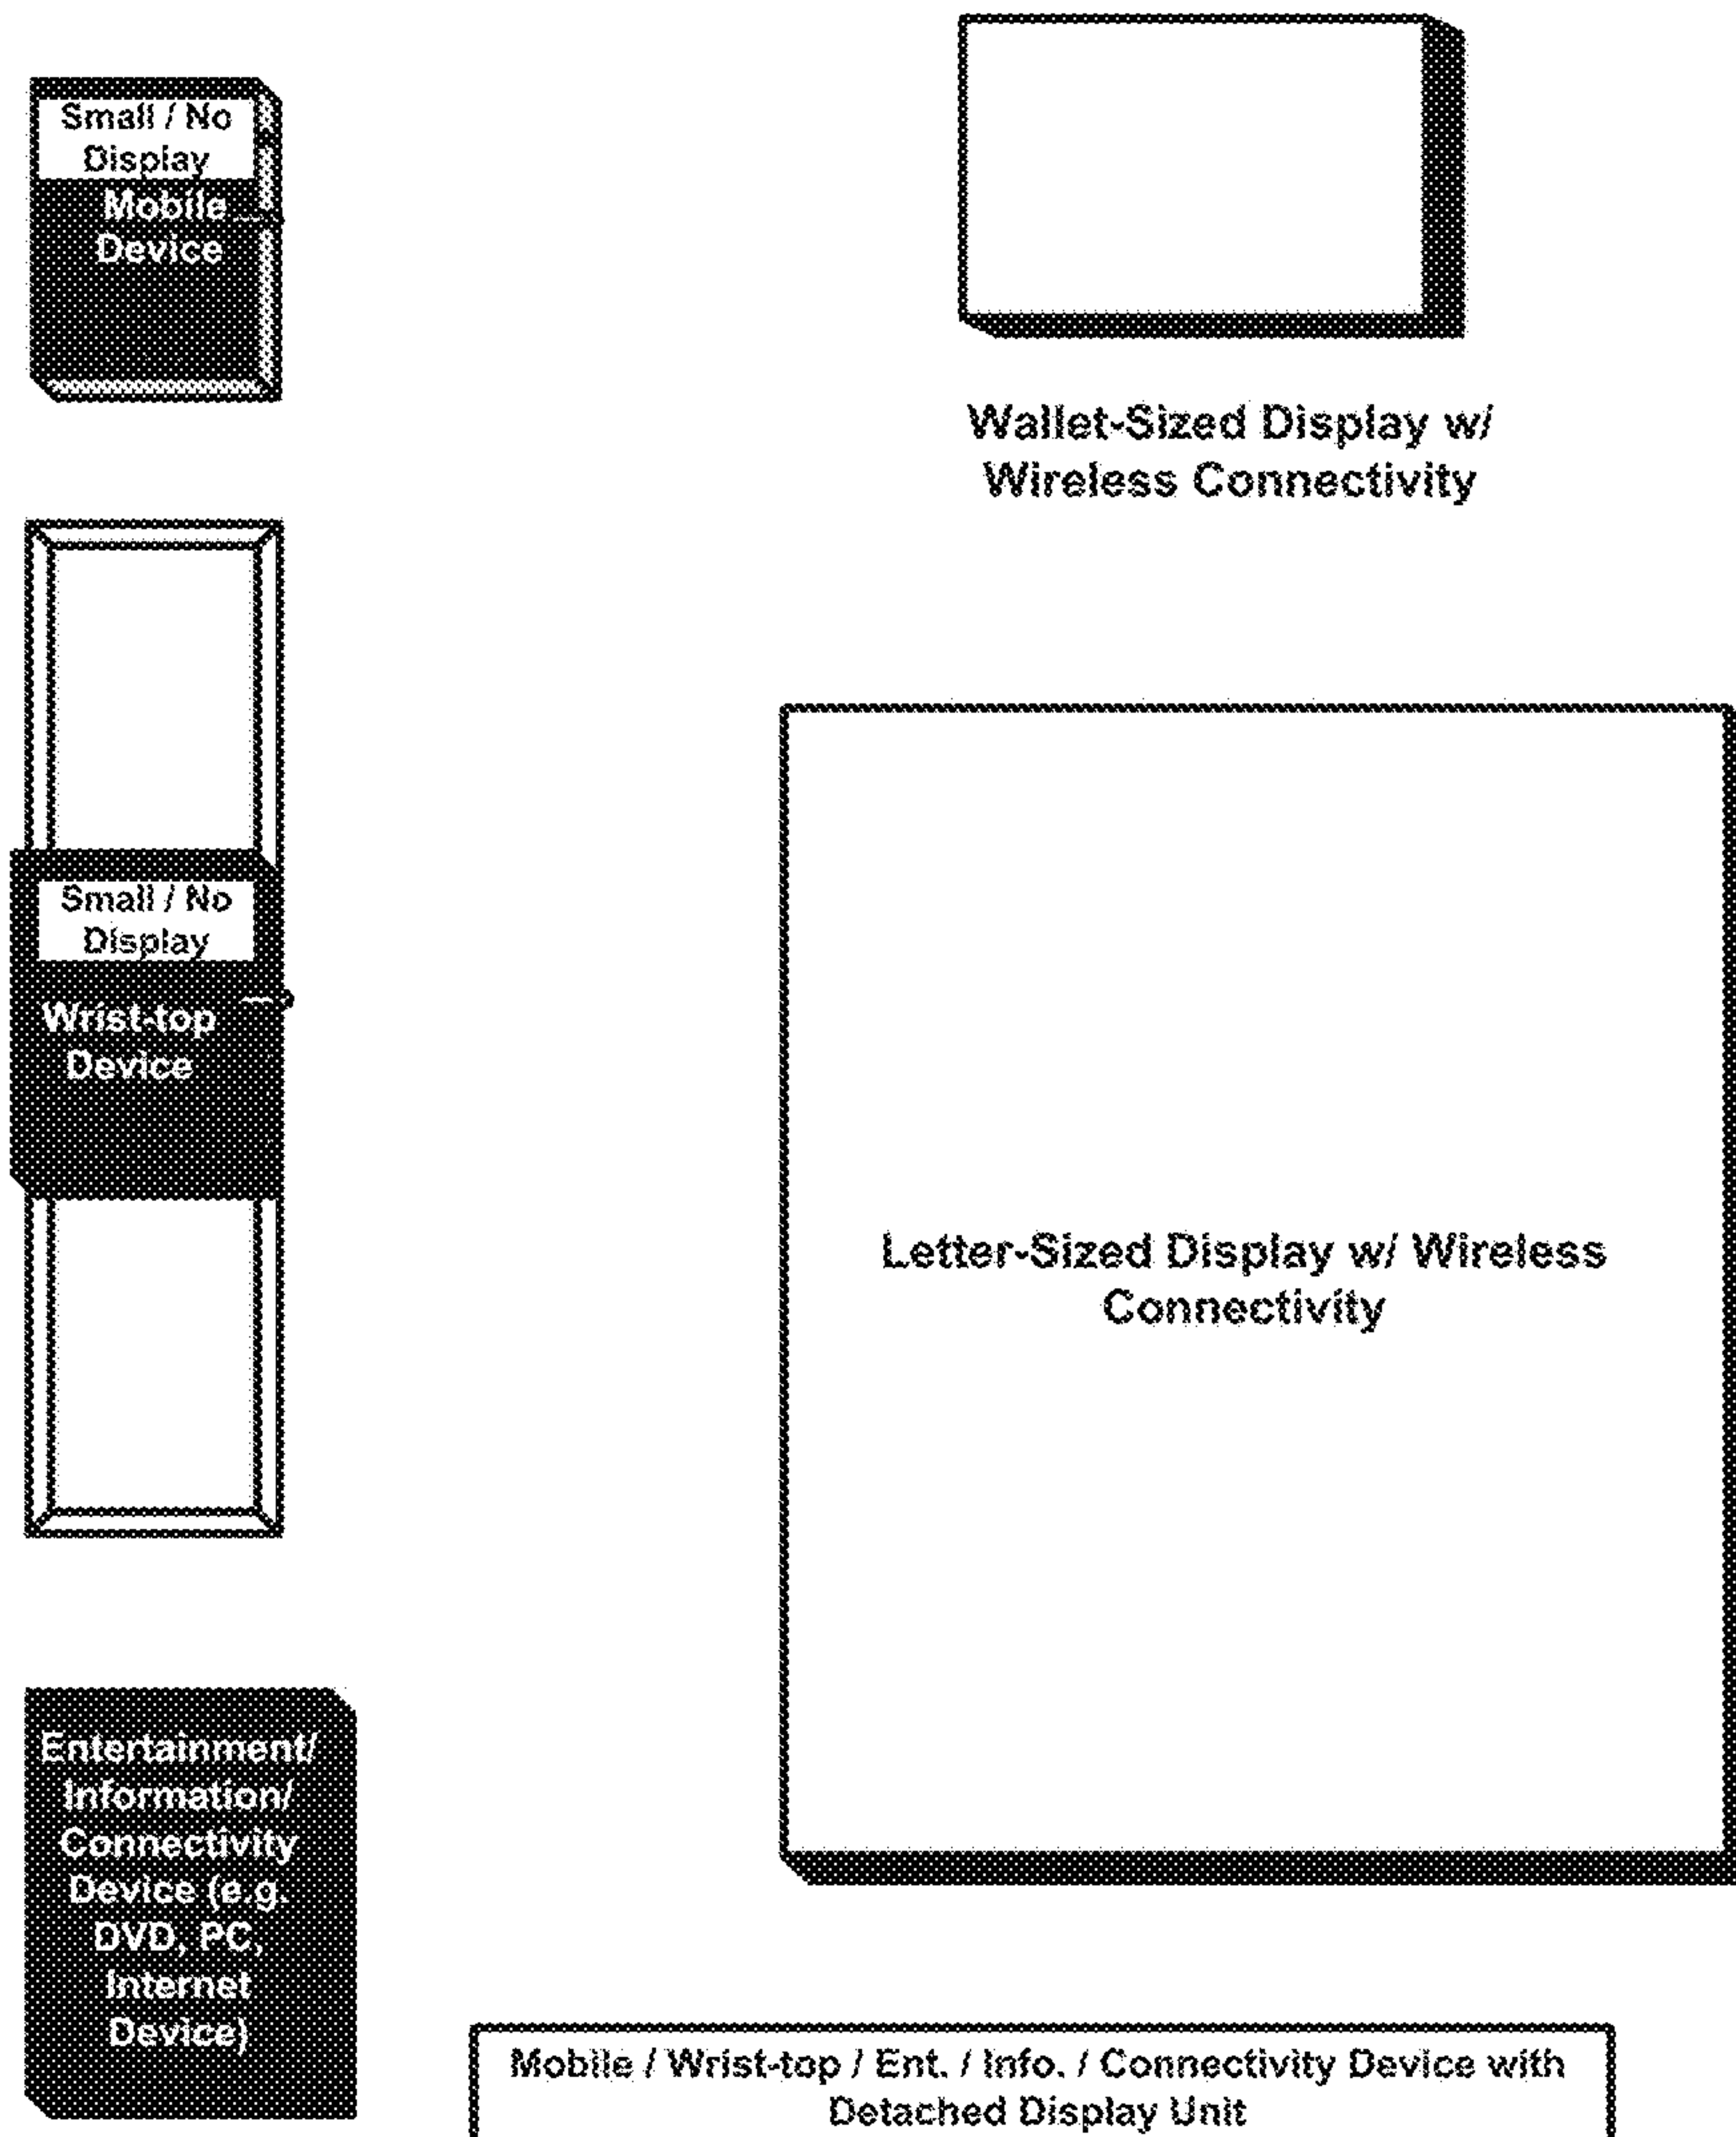 Small / No
Display
Mobile
Device
Wallet-Sized Display w/
Wireless Connectivity
Small / No
Display
Wrist-top
Device
Letter-Sized Display w/ Wireless
Connectivity
Entertainment/
Information/
Connectivity
Device (e.g.
DVD, PC,
Internet
Device)
Mobile / Wrist-top / Ent. / Info. / Connectivity Device with
Detached Display Unit